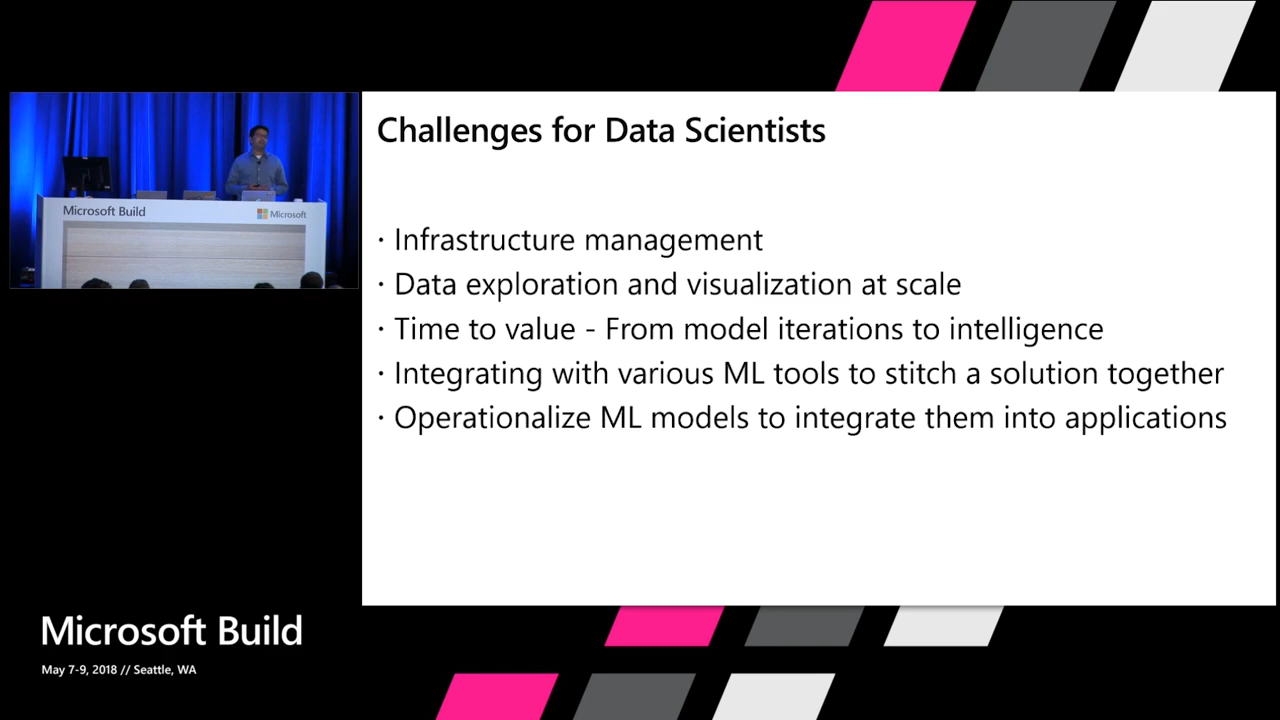 Challenges for Data Scientists
Microsoft Build
Microsoft
· Infrastructure management
· Data exploration and visualization at scale
· Time to value - From model iterations to intelligence
· Integrating with various ML tools to stitch a solution together
· Operationalize ML models to integrate them into applications
Microsoft Build
May 7-9, 2018 // Seattle, WA